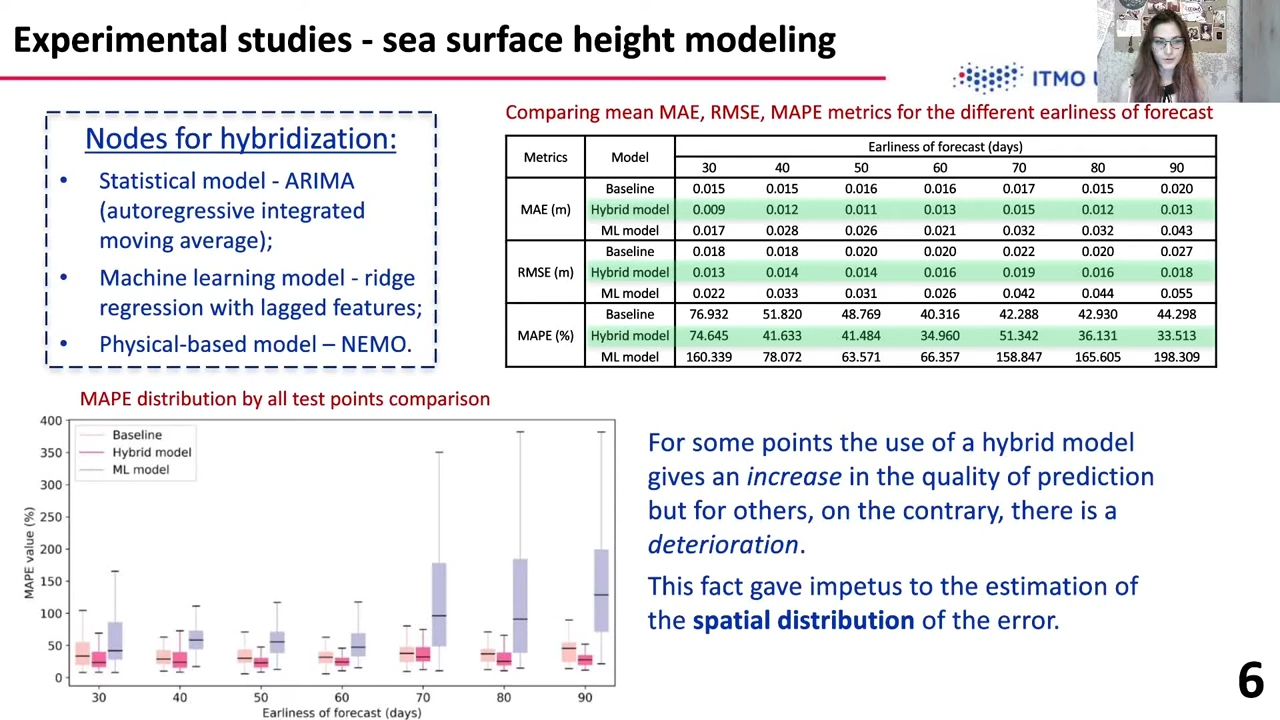 Experimental studies - sea surface height modeling
ITMO
Nodes for hybridization:
• Statistical model - ARIMA
(autoregressive integrated
moving average);
• Machine learning model - ridge
regression with lagged features;
• Physical-based model – NEMO.
Comparing mean MAE, RMSE, MAPE metrics for the different earliness of forecast
Metrics Model Earliness of forecast (days)
30 40 50 60 70 80 90
MAE (m) Baseline 0.015 0.015 0.016 0.016 0.017 0.015 0.020
Hybrid model 0.009 0.012 0.011 0.013 0.015 0.012 0.013
ML model 0.017 0.028 0.026 0.021 0.032 0.032 0.043
RMSE (m) Baseline 0.018 0.018 0.020 0.020 0.022 0.020 0.027
Hybrid model 0.013 0.014 0.014 0.016 0.019 0.016 0.018
ML model 0.022 0.033 0.031 0.026 0.042 0.044 0.055
MAPE (%) Baseline 76.932 51.820 48.769 40.316 42.288 42.930 44.298
Hybrid model 74.645 41.633 41.484 34.960 51.342 36.131 33.513
ML model 160.339 78.072 63.571 66.357 158.847 165.605 198.309
MAPE distribution by all test points comparison
400
350
300
250
200
150
100
50
0
MAPE value (%)
Baseline
Hybrid model
ML model
30 40 50 60 70 80 90
Earliness of forecast (days)
For some points the use of a hybrid model
gives an increase in the quality of prediction
but for others, on the contrary, there is a
deterioration.
This fact gave impetus to the estimation of
the spatial distribution of the error.
6